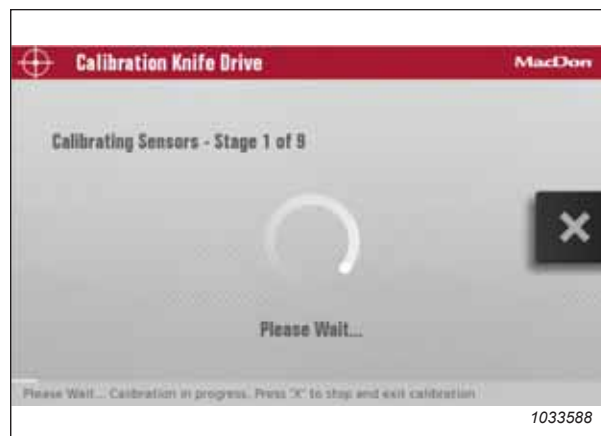 Calibration Knife Drive MacDon
Calibrating Sensors - Stage 1 of 9
X
Please Wait...
Please Wait... Calibration in progress. Press 'X' to stop and exit calibration
1033588